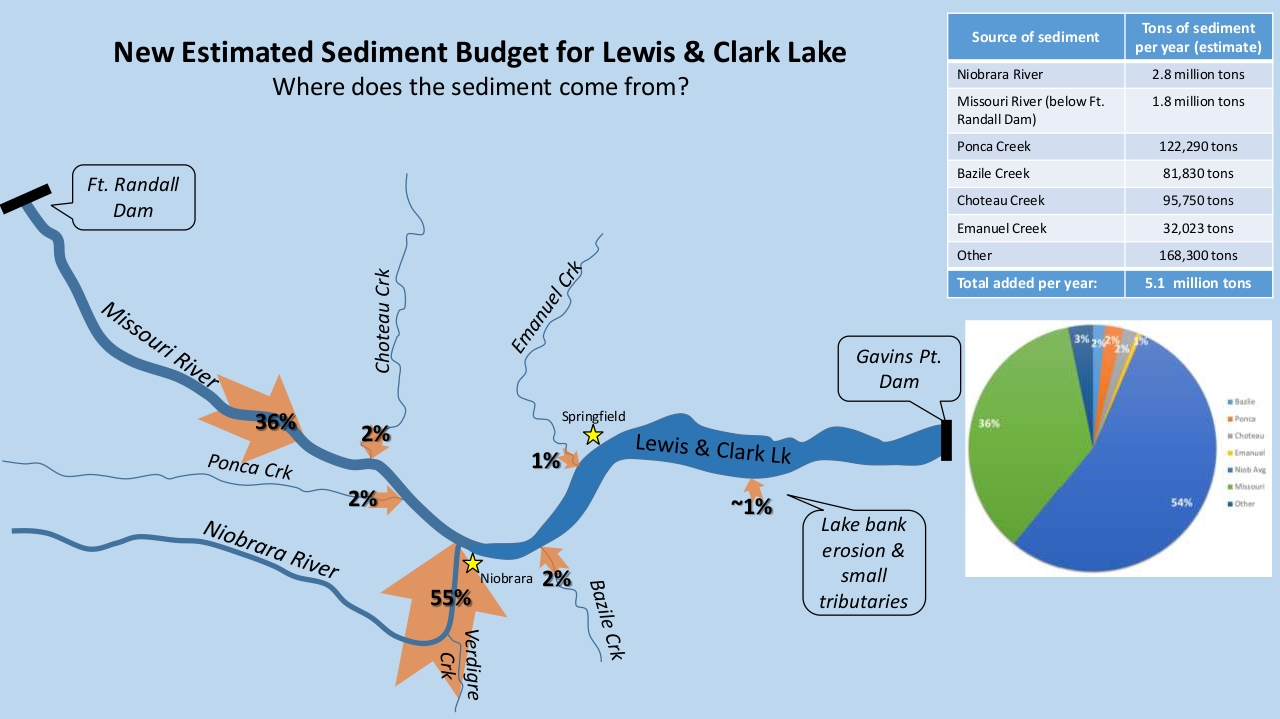 New Estimated Sediment Budget for Lewis & Clark Lake
Where does the sediment come from?
Source of sediment
Tons of sediment
per year (estimate)
Niobrara River
2.8 million tons
Missouri River (below Ft.
Randall Dam)
1.8 million tons
Ponca Creek
122,290 tons
Bazile Creek
81,830 tons
Choteau Creek
95,750 tons
Emanuel Creek
32,023 tons
Other
168,300 tons
Total added per year:
5.1 million tons
Ft. Randall
Dam
Missouri River
36%
Choteau Crk
2%
Emanuel Crk
Springfield
1%
Ponca Crk
2%
Niobrara River
55%
Niobrara
Verdigre
Crk
2%
Bazile Crk
Lewis & Clark Lk
~1%
Lake bank
erosion &
small
tributaries
Gavins Pt.
Dam
3%
2%
2%
2%
1%
36%
54%
Bazile
Ponca
Choteau
Emanuel
Niob Avg
Missouri
Other